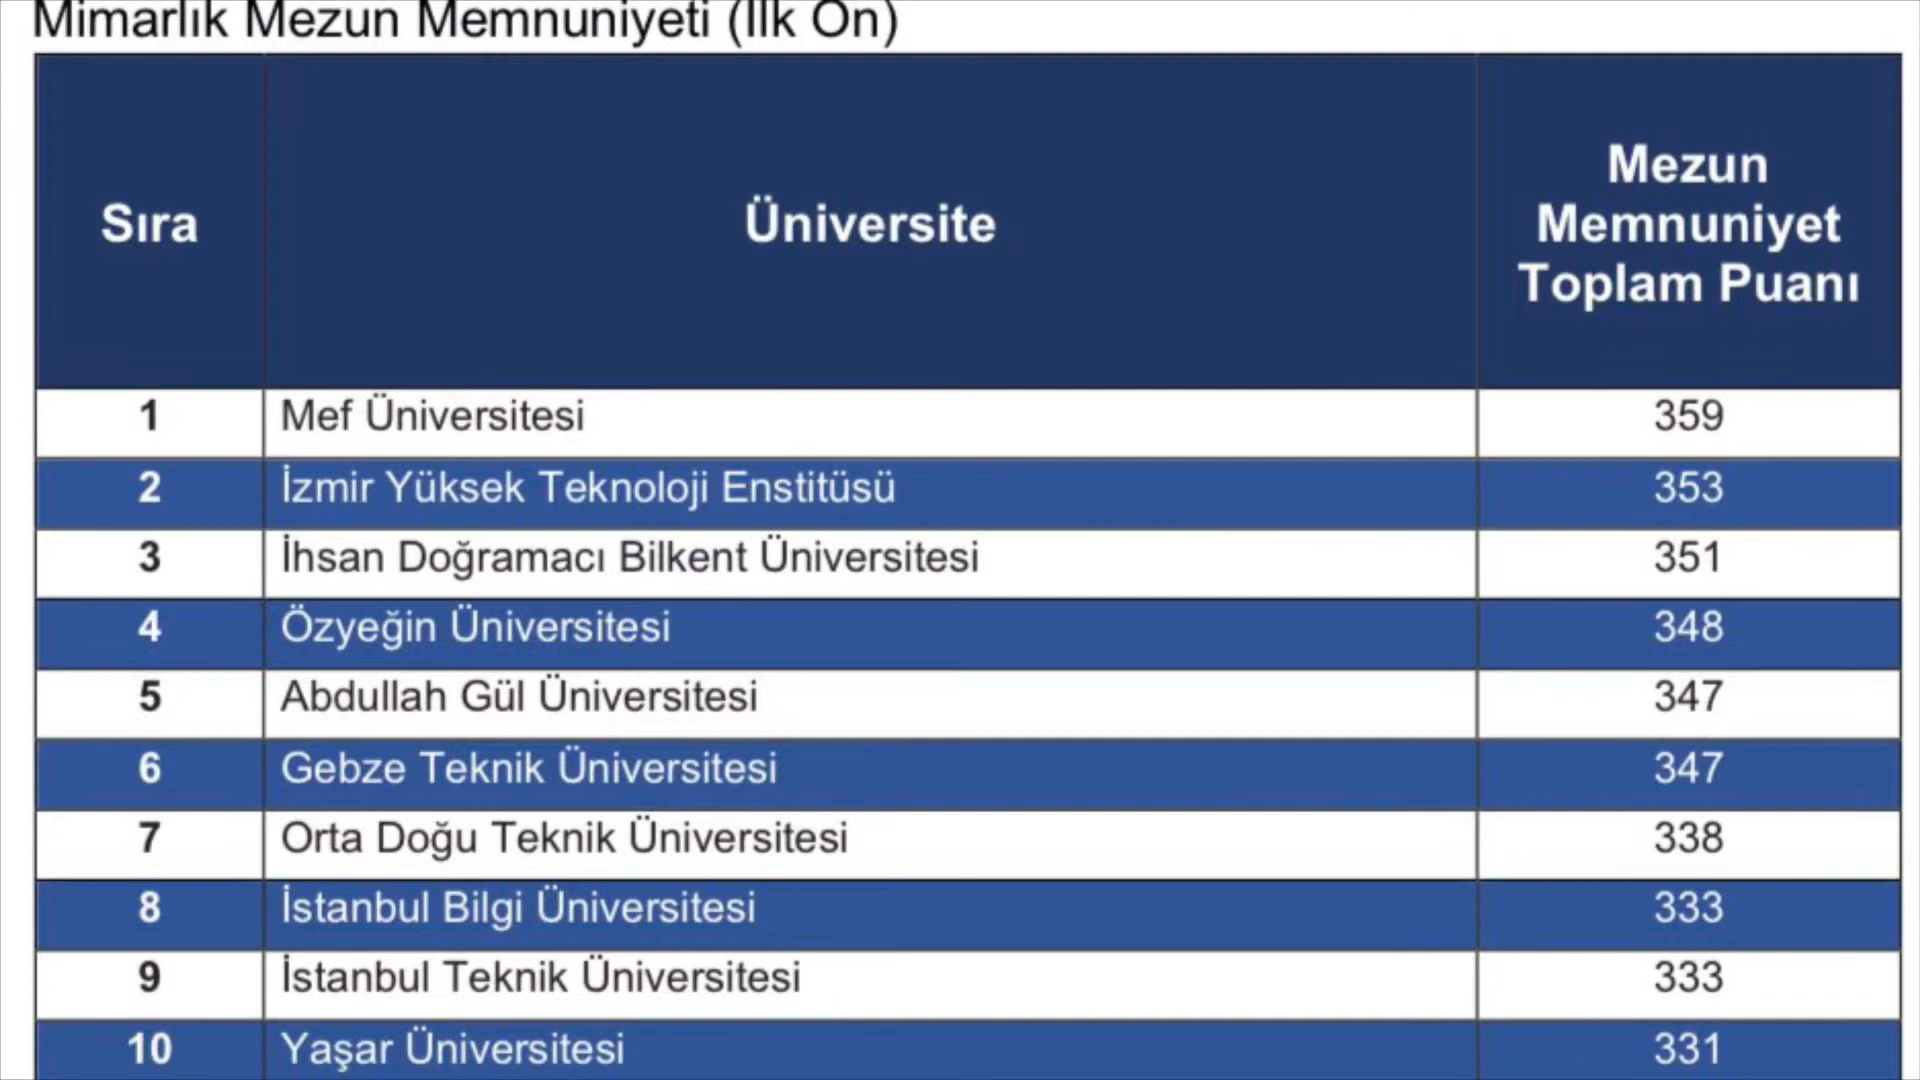 Mimarlık Mezun Memnuniyeti (İlk On)
Sıra Üniversite Mezun Memnuniyet Toplam Puanı
1 Mef Üniversitesi 359
2 İzmir Yüksek Teknoloji Enstitüsü 353
3 İhsan Doğramacı Bilkent Üniversitesi 351
4 Özyeğin Üniversitesi 348
5 Abdullah Gül Üniversitesi 347
6 Gebze Teknik Üniversitesi 347
7 Orta Doğu Teknik Üniversitesi 338
8 İstanbul Bilgi Üniversitesi 333
9 İstanbul Teknik Üniversitesi 333
10 Yaşar Üniversitesi 331